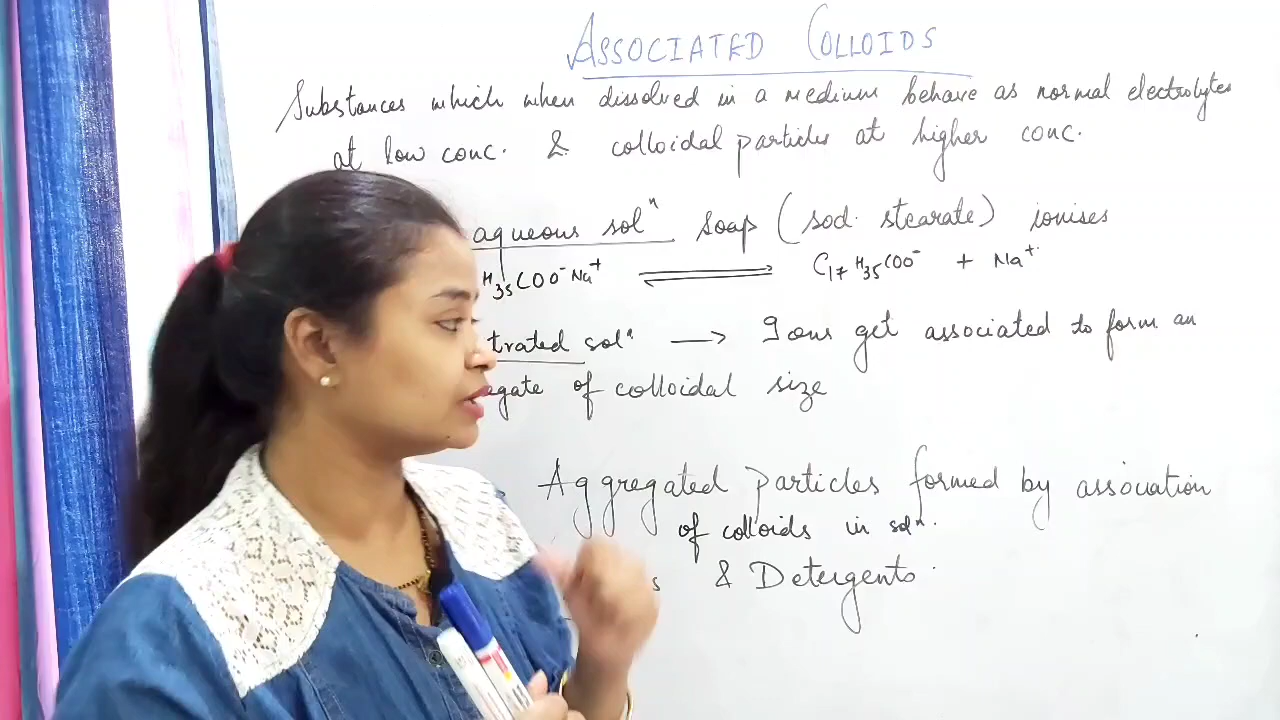 ASSOCIATED COLLOIDS
Substances which when dissolved in a medium behave as normal electrolytes
at low conc. & colloidal particles at higher conc.
aqueous solⁿ soap (sod. stearate) ionises
H₃₅COO⁻Na⁺ ⇌ C₁₇H₃₅COO⁻ + Na⁺
trated solⁿ → Ions get associated to form an
egate of colloidal size
Aggregated particles formed by association
of colloids in solⁿ.
s & Detergents